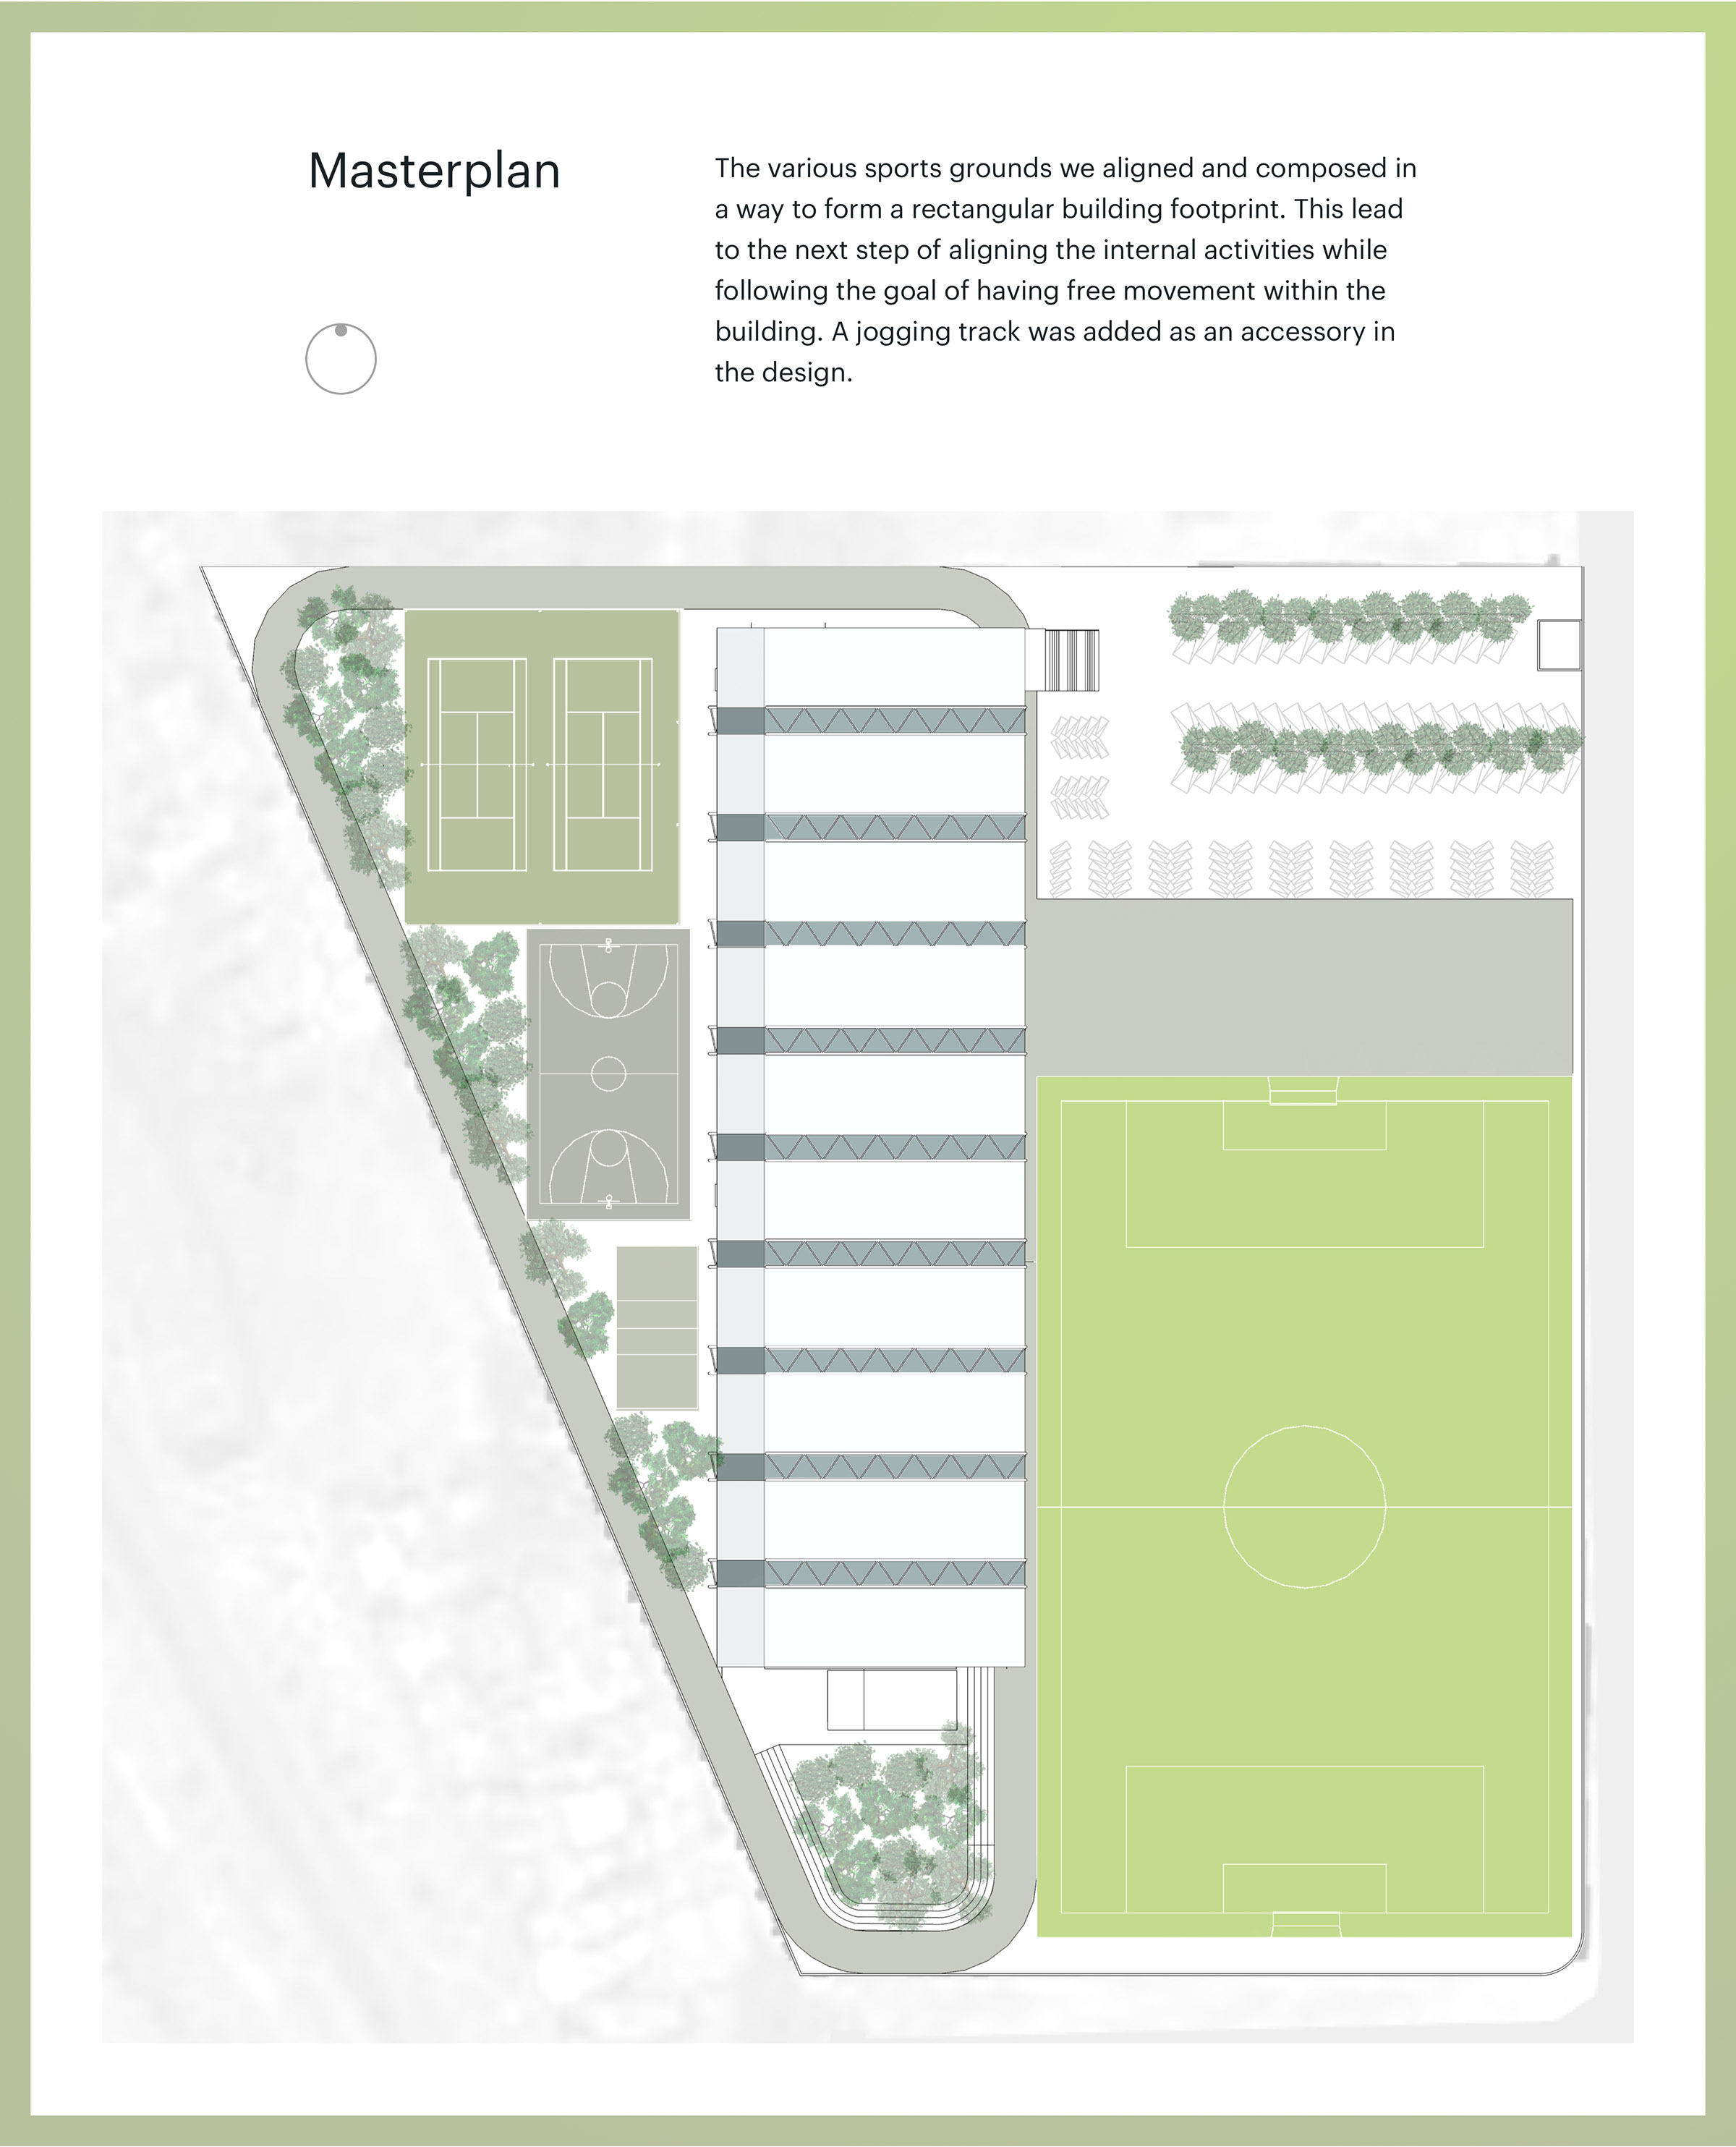 Masterplan
The various sports grounds we aligned and composed in
a way to form a rectangular building footprint. This lead
to the next step of aligning the internal activities while
following the goal of having free movement within the
building. A jogging track was added as an accessory in
the design.